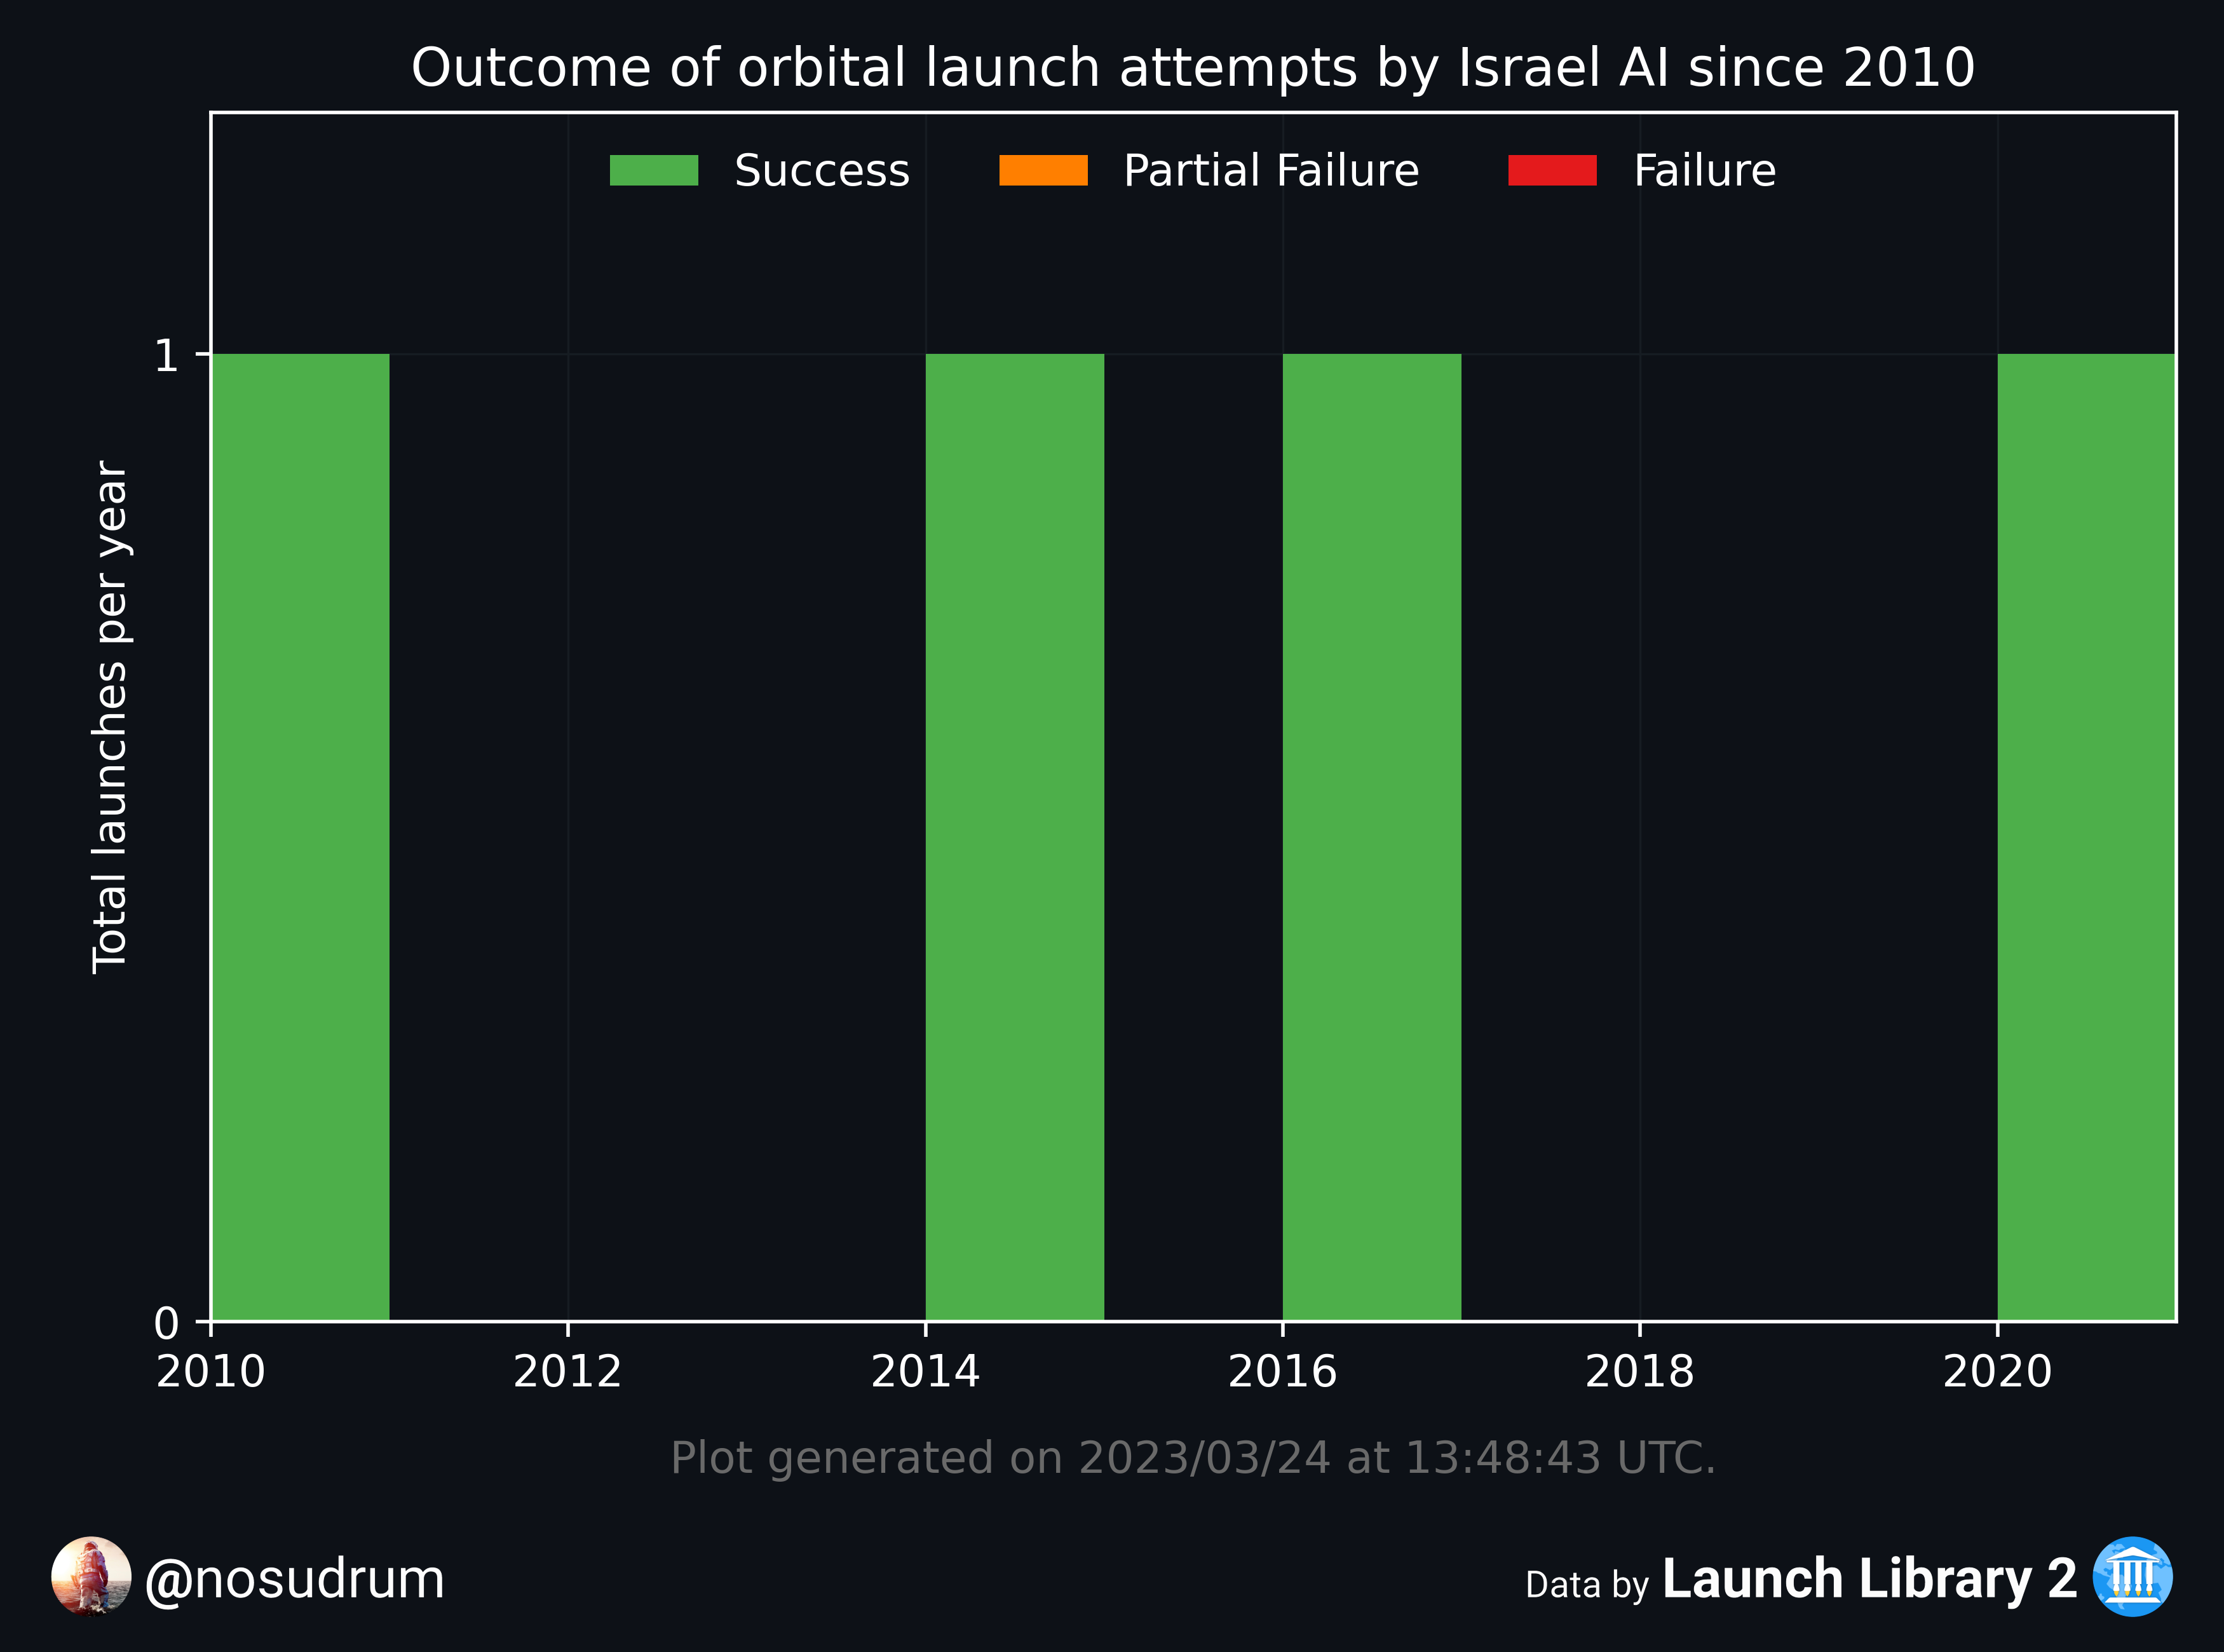 Outcome of orbital launch attempts by Israel AI since 2010
Success Partial Failure Failure
Total launches per year
1
0
2010 2012 2014 2016 2018 2020
Plot generated on 2023/03/24 at 13:48:43 UTC.
@nosudrum
Data by Launch Library 2